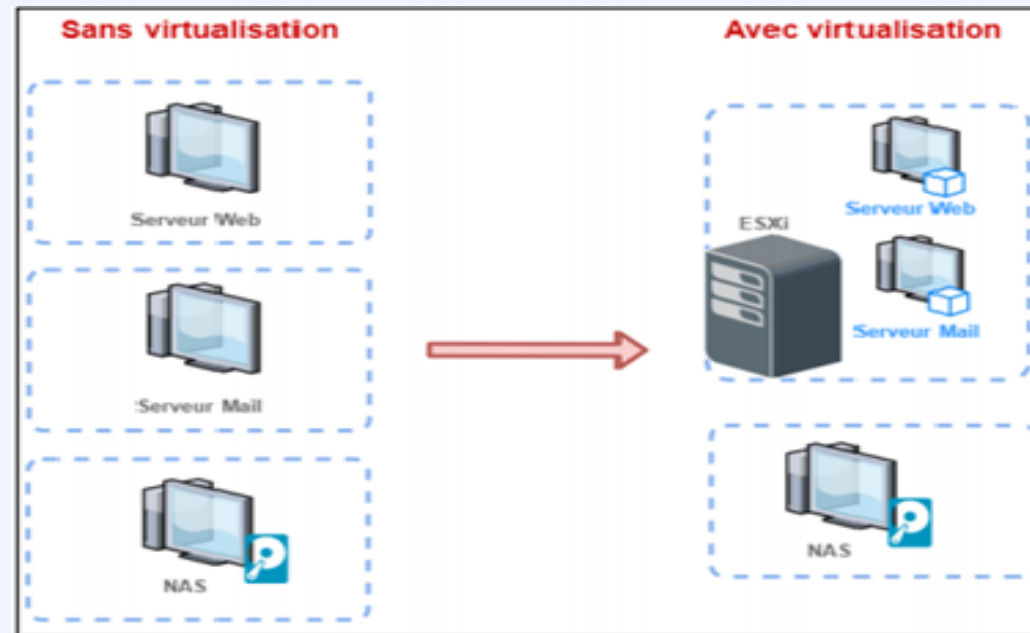 Sans virtualisation
Serveur Web
Serveur Mail
NAS
Avec virtualisation
ESXi
Serveur Web
Serveur Mail
NAS